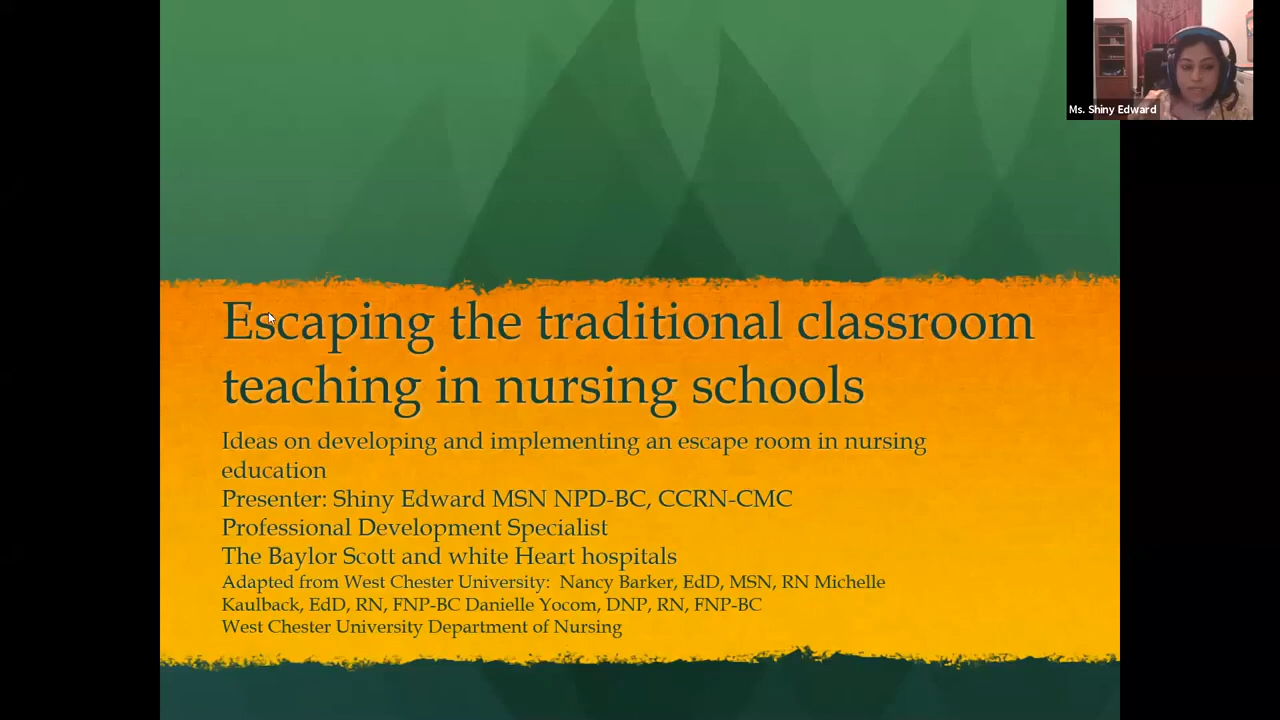 Ms. Shiny Edward
Escaping the traditional classroom
teaching in nursing schools
Ideas on developing and implementing an escape room in nursing
education
Presenter: Shiny Edward MSN NPD-BC, CCRN-CMC
Professional Development Specialist
The Baylor Scott and white Heart hospitals
Adapted from West Chester University: Nancy Barker, EdD, MSN, RN Michelle
Kaulback, EdD, RN, FNP-BC Danielle Yocom, DNP, RN, FNP-BC
West Chester University Department of Nursing